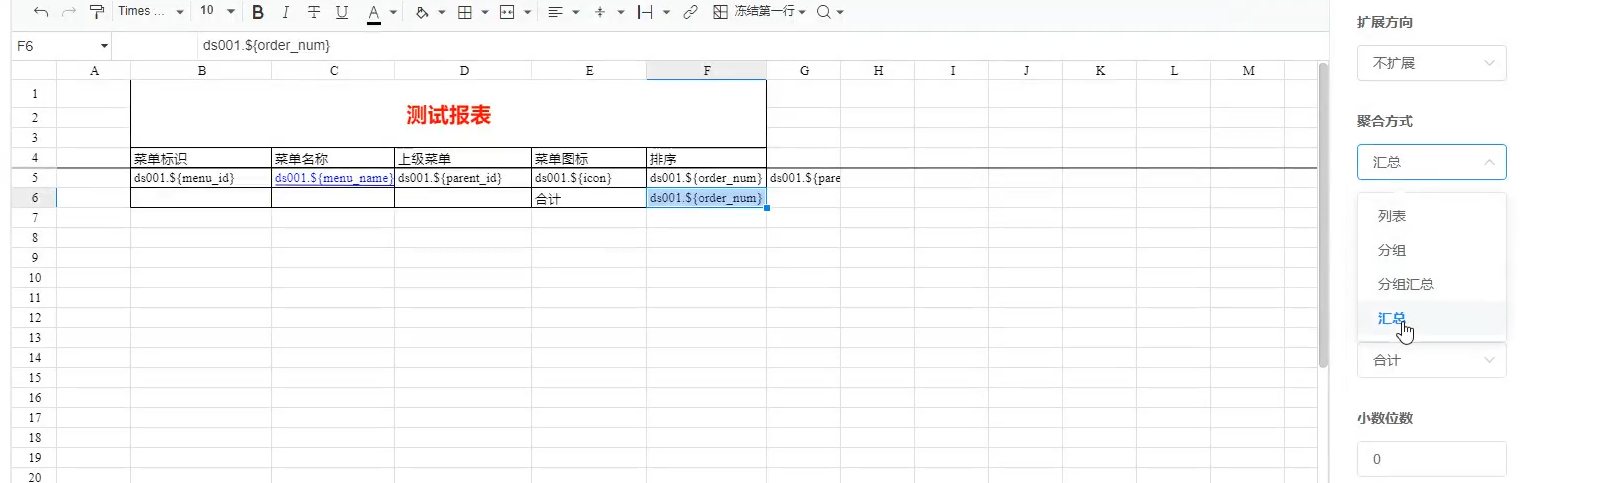 Times ... 10 B I T U A 冻结第一行
F6 ds001.${order_num}
A B C D E F G H I J K L M
1
2 测试报表
3
4 菜单标识 菜单名称 上级菜单 菜单图标 排序
5 ds001.${menu_id} ds001.${menu_name} ds001.${parent_id} ds001.${icon} ds001.${order_num} ds001.${pare
6 合计 ds001.${order_num}
7
8
9
10
11
12
13
14
15
16
17
18
19
20
扩展方向
不扩展
聚合方式
汇总
列表
分组
分组汇总
汇总
合计
小数位数
0